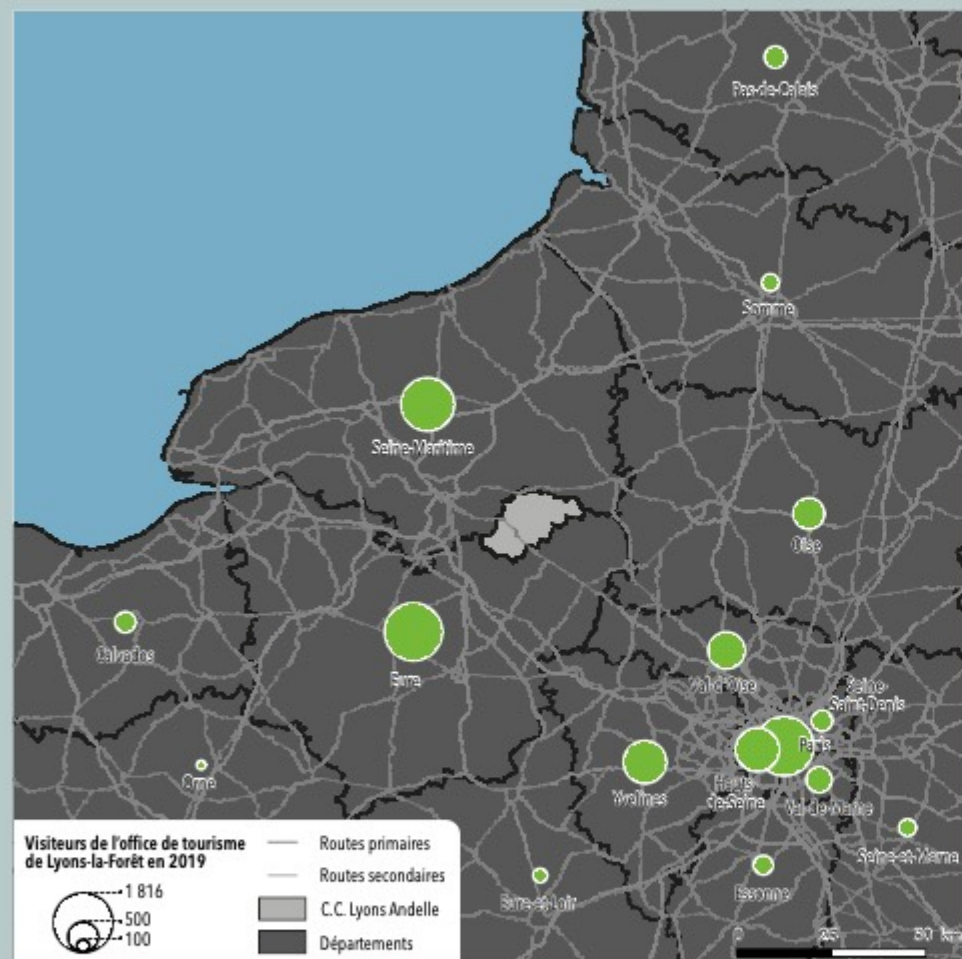 Pas-de-Calais
Somme
Seine-Maritime
Oise
Calvados
Eure
Val-d'Oise
Seine-
Saint-Denis
Paris
Orne
Yvelines
Hauts
de-Seine
Val-de-Marne
Seine-et-Marne
Essonne
Eure-et-Loir
Visiteurs de l'office de tourisme
de Lyons-la-Forêt en 2019
1 816
500
100
Routes primaires
Routes secondaires
C.C. Lyons Andelle
Départements
0 25 50 km